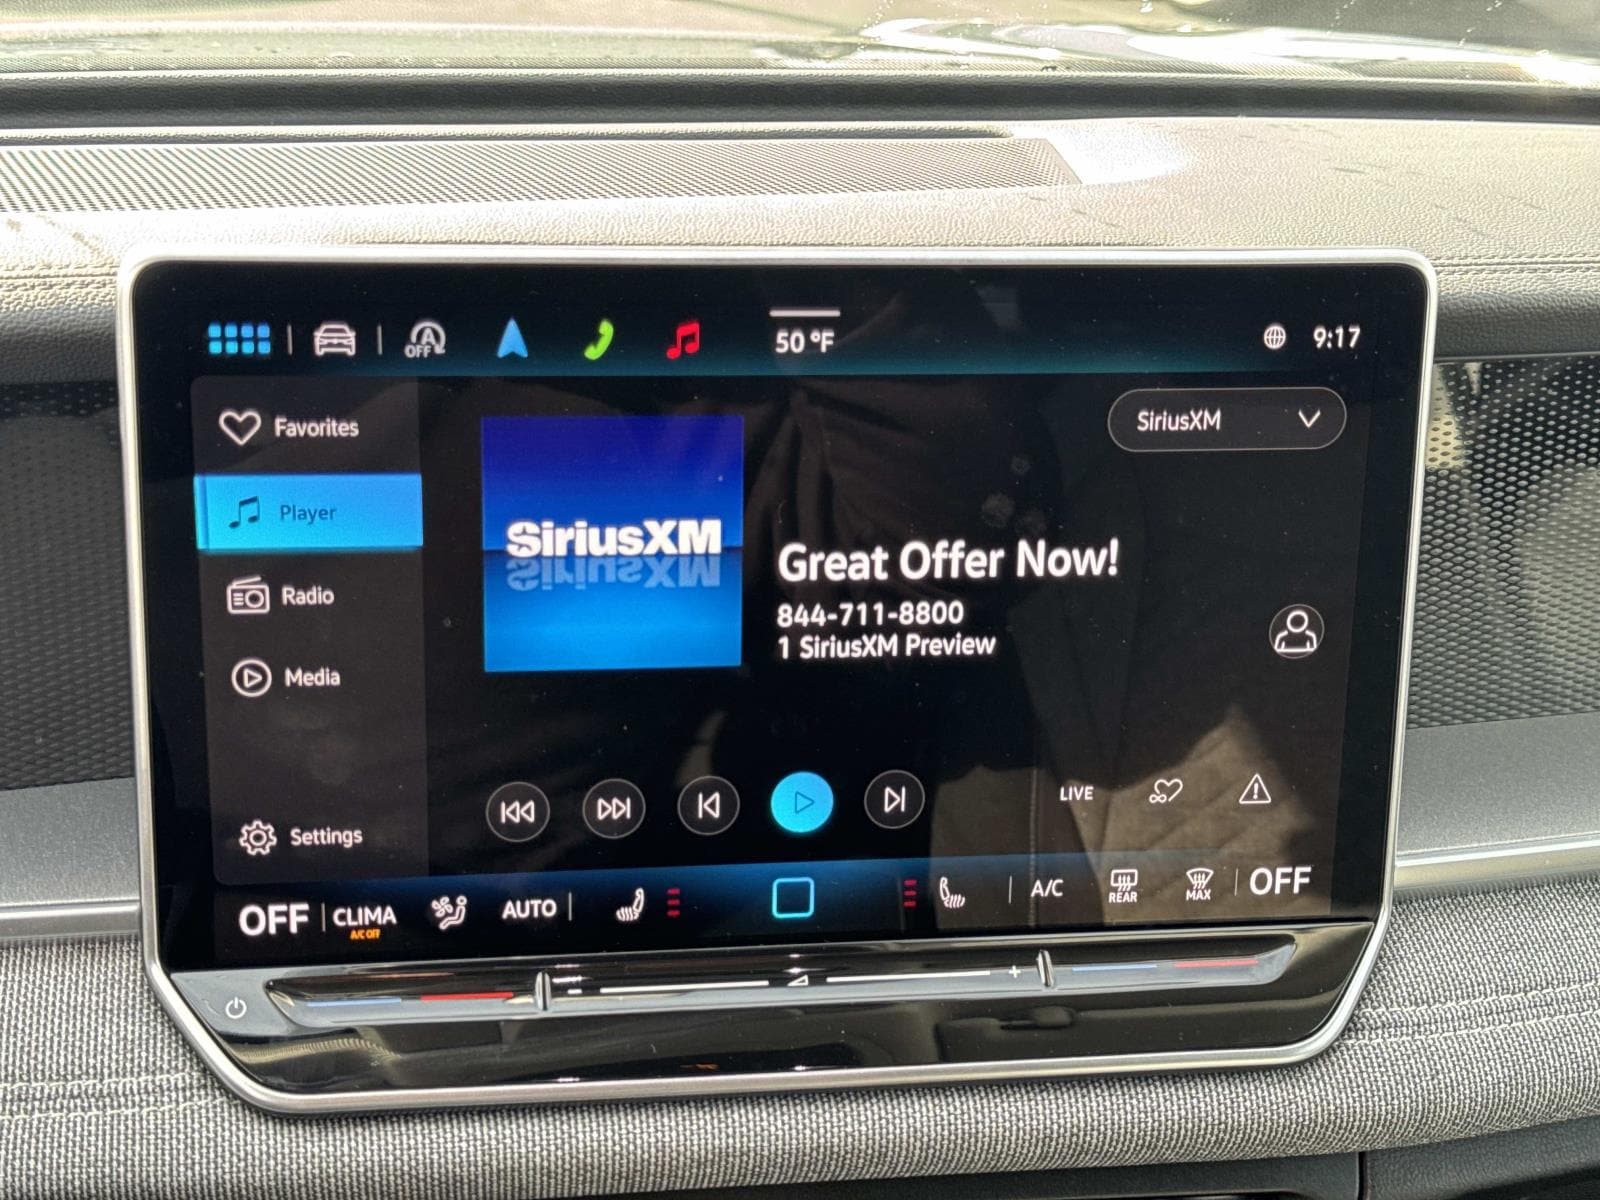 A
OFF
50 °F
9:17
Favorites
SiriusXM
Player
SiriusXM
Great Offer Now!
844-711-8800
1 SiriusXM Preview
Radio
Media
LIVE
Settings
OFF
CLIMA
A/C OFF
AUTO
A/C
REAR
MAX
OFF